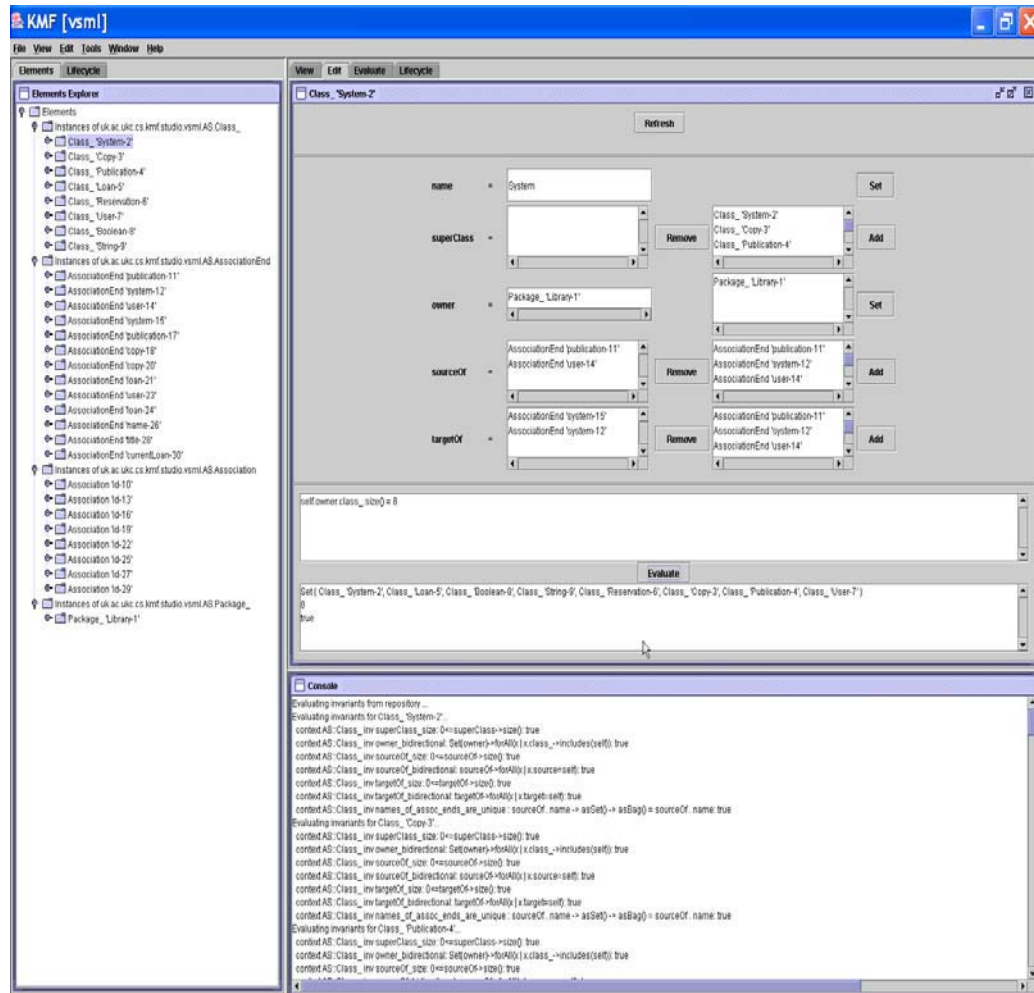 KMF [vsml]
File View Edit Tools Window Help
Elements Lifecycle
Elements Explorer
Elements
Instances of uk.ac.ukc.cs.kmf.studio.vsml.AS.Class_
Class_ 'System-2'
Class_ 'Copy-3'
Class_ 'Publication-4'
Class_ 'Loan-5'
Class_ 'Reservation-6'
Class_ 'User-7'
Class_ 'Boolean-8'
Class_ 'String-9'
Instances of uk.ac.ukc.cs.kmf.studio.vsml.AS.AssociationEnd
AssociationEnd 'publication-11'
AssociationEnd 'system-12'
AssociationEnd 'user-14'
AssociationEnd 'system-15'
AssociationEnd 'publication-17'
AssociationEnd 'copy-18'
AssociationEnd 'copy-20'
AssociationEnd 'loan-21'
AssociationEnd 'user-23'
AssociationEnd 'loan-24'
AssociationEnd 'name-26'
AssociationEnd 'title-28'
AssociationEnd 'currentLoan-30'
Instances of uk.ac.ukc.cs.kmf.studio.vsml.AS.Association
Association 'id-10'
Association 'id-13'
Association 'id-16'
Association 'id-19'
Association 'id-22'
Association 'id-25'
Association 'id-27'
Association 'id-29'
Instances of uk.ac.ukc.cs.kmf.studio.vsml.AS.Package_
Package_ 'Library-1'
View Edit Evaluate Lifecycle
Class_ 'System-2'
Refresh
name = System Set
superClass = Remove Class_ 'System-2' Add
Class_ 'Copy-3'
Class_ 'Publication-4'
owner = Package_ 'Library-1' Package_ 'Library-1' Set
sourceOf = AssociationEnd 'publication-11' Remove AssociationEnd 'publication-11' Add
AssociationEnd 'user-14' AssociationEnd 'system-12'
AssociationEnd 'user-14'
targetOf = AssociationEnd 'system-15' Remove AssociationEnd 'publication-11' Add
AssociationEnd 'system-12' AssociationEnd 'system-12'
AssociationEnd 'user-14'
self.owner.class_.size() = 8
Evaluate
Set { Class_ 'System-2', Class_ 'Loan-5', Class_ 'Boolean-8', Class_ 'String-9', Class_ 'Reservation-6', Class_ 'Copy-3', Class_ 'Publication-4', Class_ 'User-7' }
8
true
Console
Evaluating invariants from repository ...
Evaluating invariants for Class_ 'System-2'...
context AS::Class_ inv superClass_size: 0<=superClass->size(): true
context AS::Class_ inv owner_bidirectional: Set{owner}->forAll(x | x.class_->includes(self)): true
context AS::Class_ inv sourceOf_size: 0<=sourceOf->size(): true
context AS::Class_ inv sourceOf_bidirectional: sourceOf->forAll(x | x.source=self): true
context AS::Class_ inv targetOf_size: 0<=targetOf->size(): true
context AS::Class_ inv targetOf_bidirectional: targetOf->forAll(x | x.target=self): true
context AS::Class_ inv names_of_assoc_ends_are_unique : sourceOf . name -> asSet()-> asBag() = sourceOf . name: true
Evaluating invariants for Class_ 'Copy-3'...
context AS::Class_ inv superClass_size: 0<=superClass->size(): true
context AS::Class_ inv owner_bidirectional: Set{owner}->forAll(x | x.class_->includes(self)): true
context AS::Class_ inv sourceOf_size: 0<=sourceOf->size(): true
context AS::Class_ inv sourceOf_bidirectional: sourceOf->forAll(x | x.source=self): true
context AS::Class_ inv targetOf_size: 0<=targetOf->size(): true
context AS::Class_ inv targetOf_bidirectional: targetOf->forAll(x | x.target=self): true
context AS::Class_ inv names_of_assoc_ends_are_unique : sourceOf . name -> asSet()-> asBag() = sourceOf . name: true
Evaluating invariants for Class_ 'Publication-4'...
context AS::Class_ inv superClass_size: 0<=superClass->size(): true
context AS::Class_ inv owner_bidirectional: Set{owner}->forAll(x | x.class_->includes(self)): true
context AS::Class_ inv sourceOf_size: 0<=sourceOf->size(): true